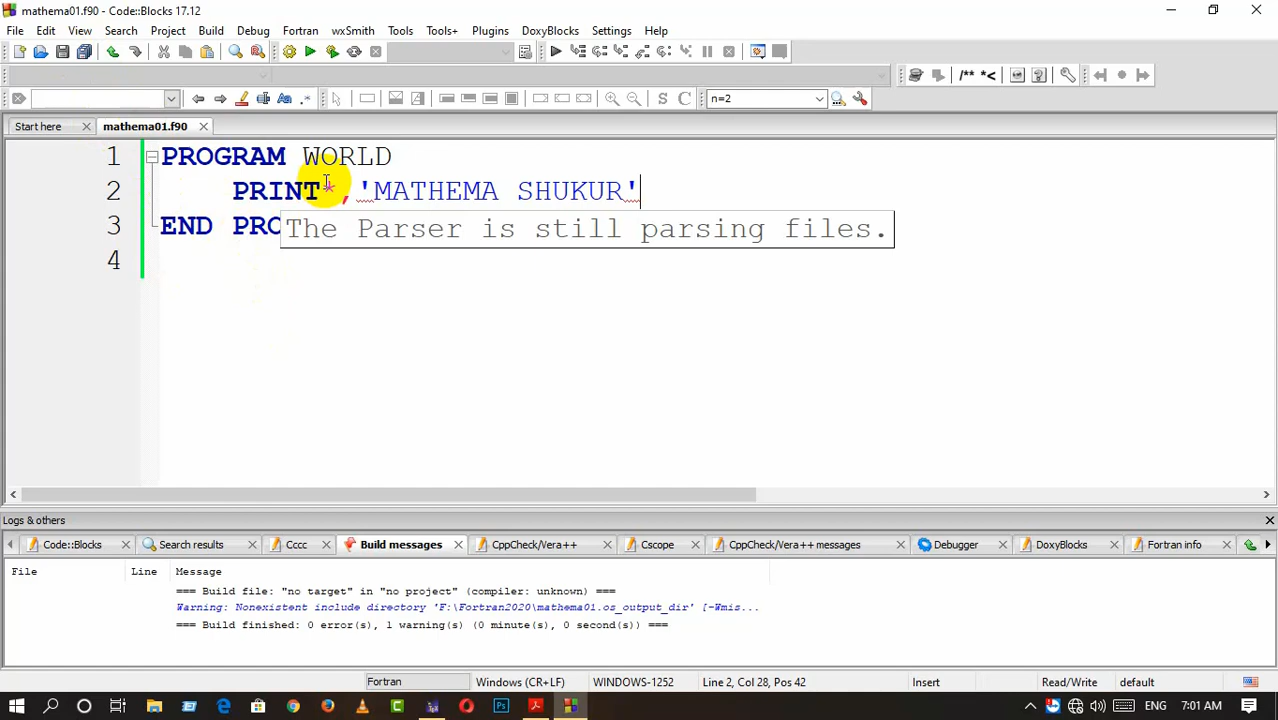 mathema01.f90 - Code::Blocks 17.12
File Edit View Search Project Build Debug Fortran wxSmith Tools Tools+ Plugins DoxyBlocks Settings Help
/** *<
S C n=2
Start here mathema01.f90
1 PROGRAM WORLD
2 PRINT*,'MATHEMA SHUKUR'
3 END PRO
The Parser is still parsing files.
4
Logs & others
Code::Blocks Search results Cccc Build messages CppCheck/Vera++ Cscope CppCheck/Vera++ messages Debugger DoxyBlocks Fortran info
File Line Message
=== Build file: "no target" in "no project" (compiler: unknown) ===
Warning: Nonexistent include directory 'F:\Fortran2020\mathema01.os_output_dir' [-Wmis...
=== Build finished: 0 error(s), 1 warning(s) (0 minute(s), 0 second(s)) ===
Fortran Windows (CR+LF) WINDOWS-1252 Line 2, Col 28, Pos 42 Insert Read/Write default
ENG 7:01 AM